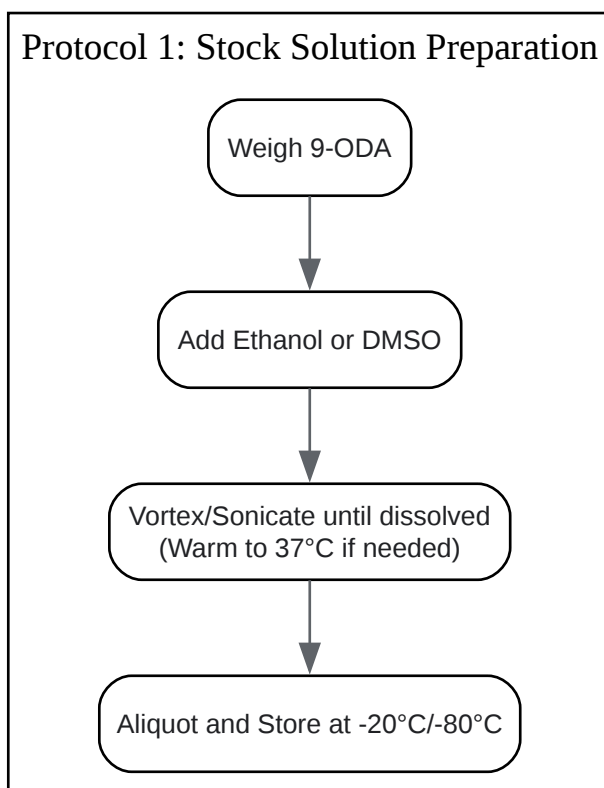 Protocol 1: Stock Solution Preparation
Weigh 9-ODA
Add Ethanol or DMSO
Vortex/Sonicate until dissolved
(Warm to 37°C if needed)
Aliquot and Store at -20°C/-80°C